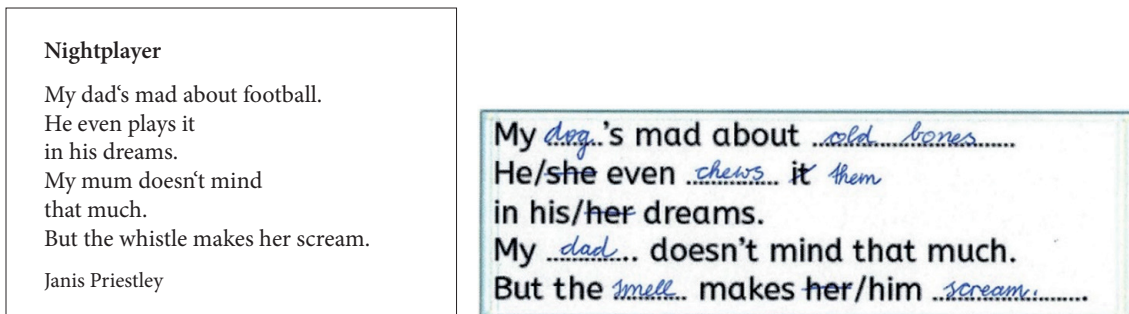 Nightplayer
My dad‘s mad about football.
He even plays it
in his dreams.
My mum doesn‘t mind
that much.
But the whistle makes her scream.
Janis Priestley
My dog 's mad about old bones
He/she even chews it them
in his/her dreams.
My dad doesn't mind that much.
But the smell makes her/him scream.